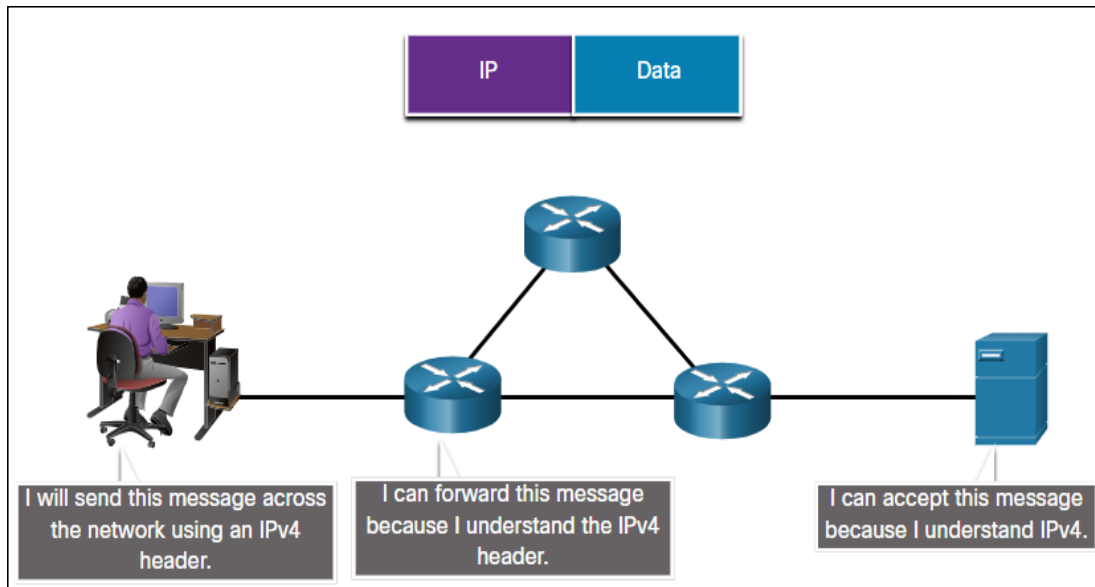 IP
Data
I will send this message across
the network using an IPv4
header.
I can forward this message
because I understand the IPv4
header.
I can accept this message
because I understand IPv4.